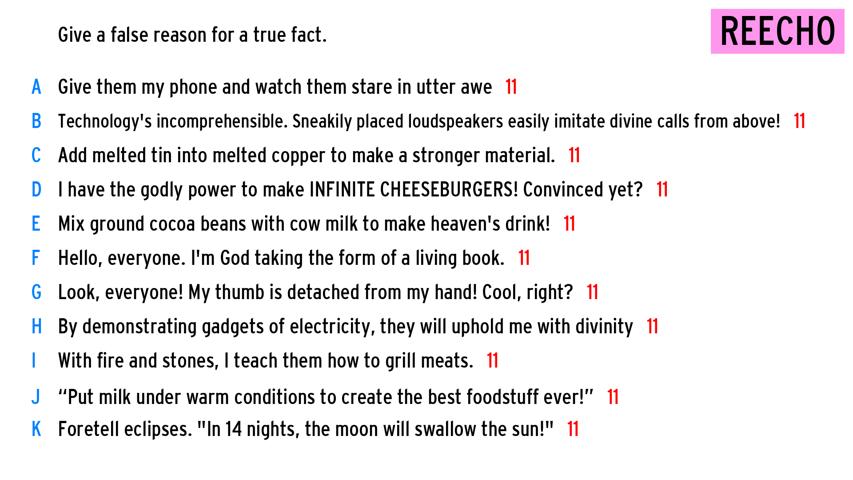 Give a false reason for a true fact.
REECHO
A Give them my phone and watch them stare in utter awe 11
B Technology's incomprehensible. Sneakily placed loudspeakers easily imitate divine calls from above! 11
C Add melted tin into melted copper to make a stronger material. 11
D I have the godly power to make INFINITE CHEESEBURGERS! Convinced yet? 11
E Mix ground cocoa beans with cow milk to make heaven's drink! 11
F Hello, everyone. I'm God taking the form of a living book. 11
G Look, everyone! My thumb is detached from my hand! Cool, right? 11
H By demonstrating gadgets of electricity, they will uphold me with divinity 11
I With fire and stones, I teach them how to grill meats. 11
J “Put milk under warm conditions to create the best foodstuff ever!” 11
K Foretell eclipses. "In 14 nights, the moon will swallow the sun!" 11